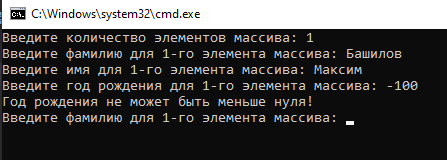 C:\Windows\system32\cmd.exe
Введите количество элементов массива: 1
Введите фамилию для 1-го элемента массива: Башилов
Введите имя для 1-го элемента массива: Максим
Введите год рождения для 1-го элемента массива: -100
Год рождения не может быть меньше нуля!
Введите фамилию для 1-го элемента массива: